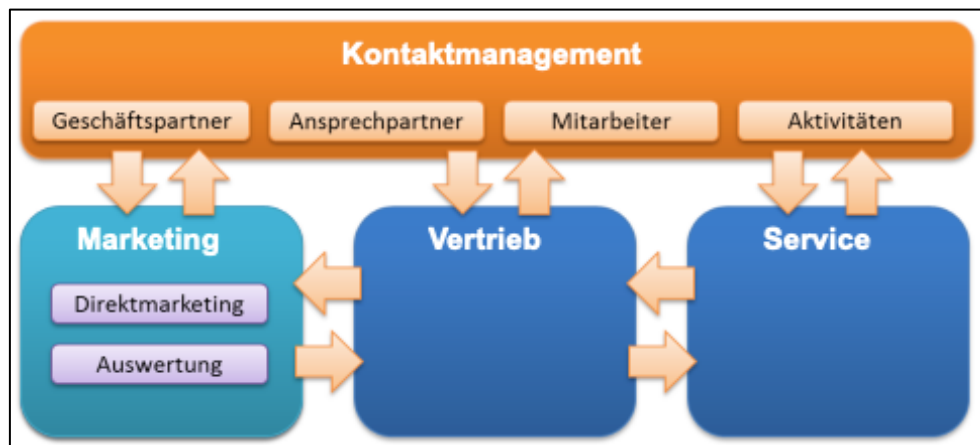 Kontaktmanagement
Geschäftspartner
Ansprechpartner
Mitarbeiter
Aktivitäten
Marketing
Vertrieb
Service
Direktmarketing
Auswertung